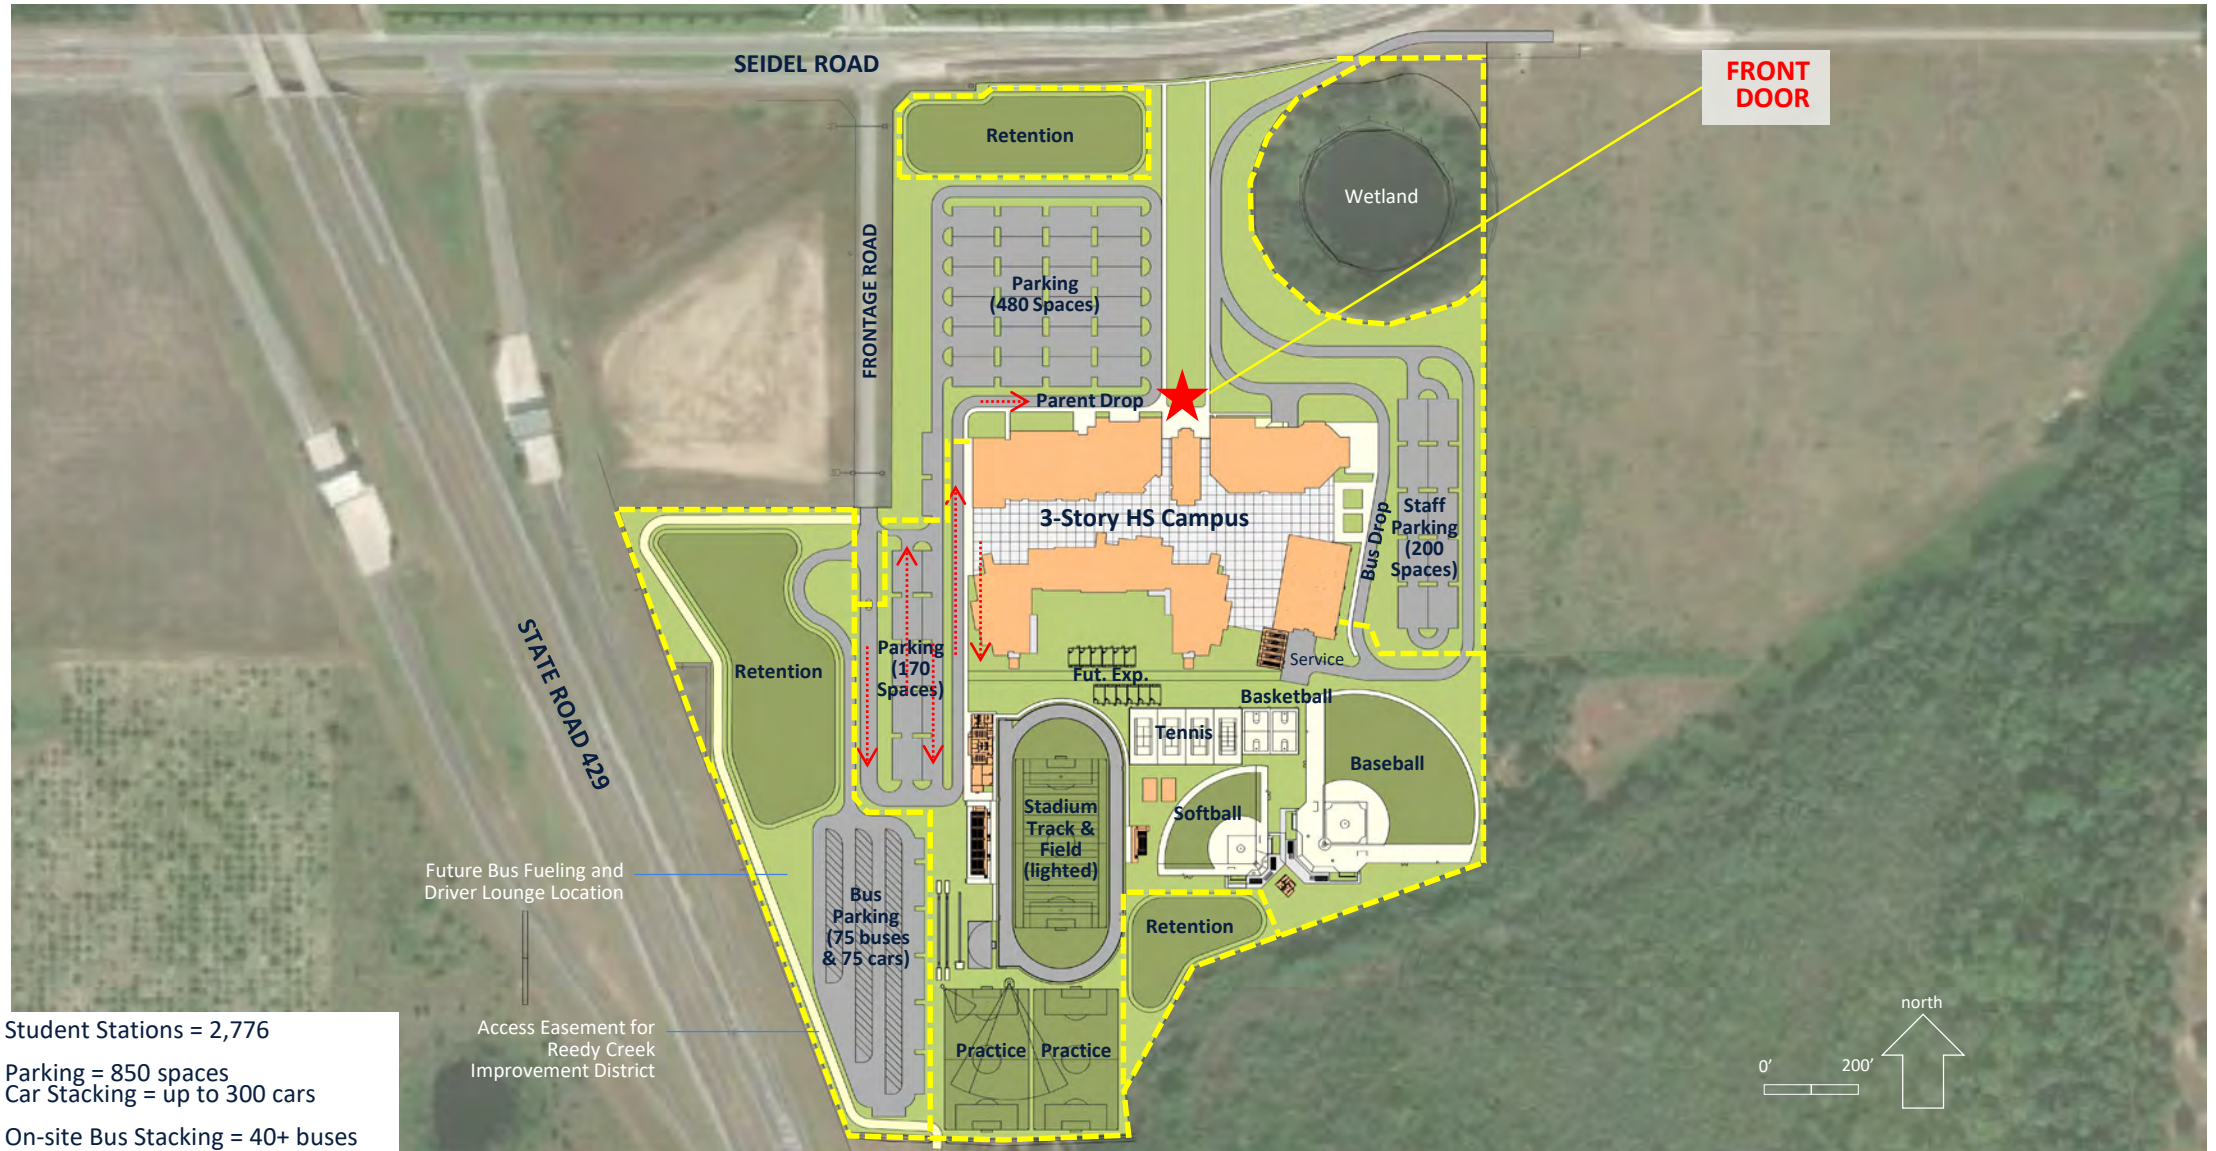 SEIDEL ROAD
FRONT
DOOR
Retention
Wetland
FRONTAGE ROAD
Parking
(480 Spaces)
Parent Drop
3-Story HS Campus
Bus Drop
Staff
Parking
(200
Spaces)
STATE ROAD 429
Retention
Parking
(170
Spaces)
Service
Fut. Exp.
Basketball
Tennis
Baseball
Stadium
Track &
Field
(lighted)
Softball
Future Bus Fueling and
Driver Lounge Location
Bus
Parking
(75 buses
& 75 cars)
Retention
Access Easement for
Reedy Creek
Improvement District
Practice
Practice
north
0'
200'
Student Stations = 2,776
Parking = 850 spaces
Car Stacking = up to 300 cars
On-site Bus Stacking = 40+ buses